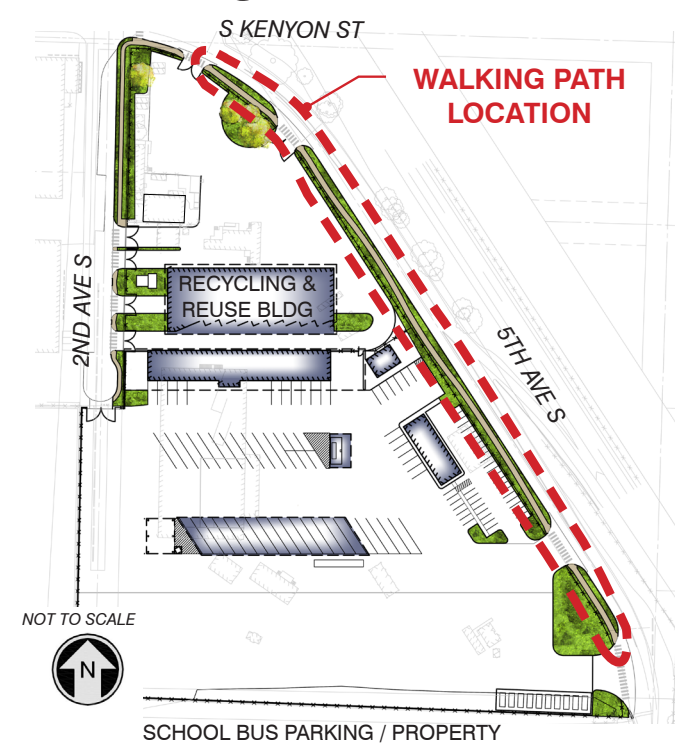 S KENYON ST
WALKING PATH
LOCATION
2ND AVE S
RECYCLING &
REUSE BLDG
5TH AVE S
NOT TO SCALE
N
SCHOOL BUS PARKING / PROPERTY